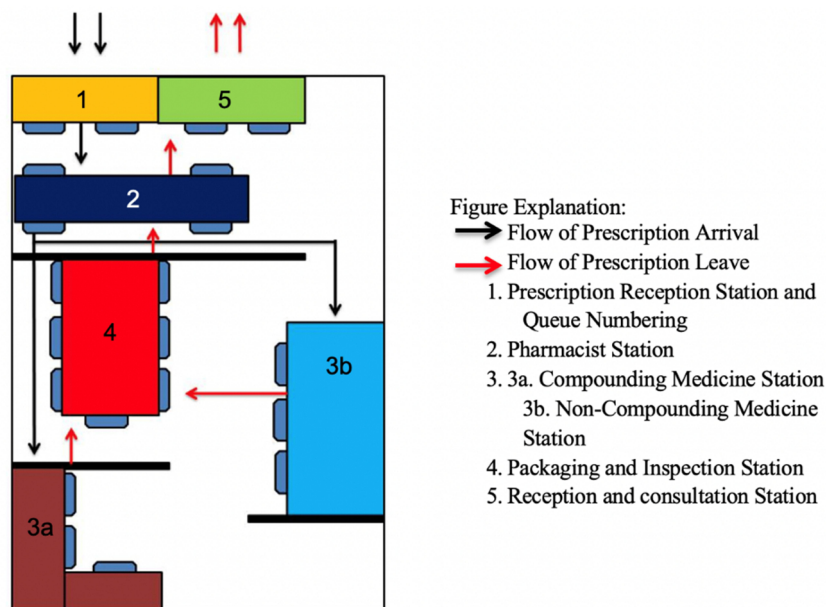 1
5
2
4
3b
3a
Figure Explanation:
Flow of Prescription Arrival
Flow of Prescription Leave
1. Prescription Reception Station and
Queue Numbering
2. Pharmacist Station
3. 3a. Compounding Medicine Station
3b. Non-Compounding Medicine
Station
4. Packaging and Inspection Station
5. Reception and consultation Station